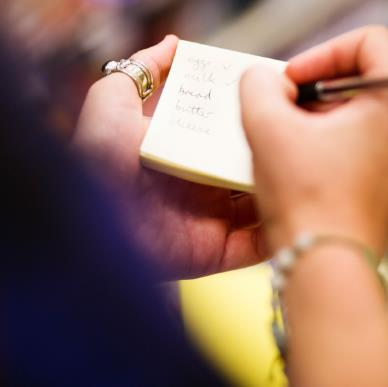 eggs ✓
milk ✓
bread
butter
cheese